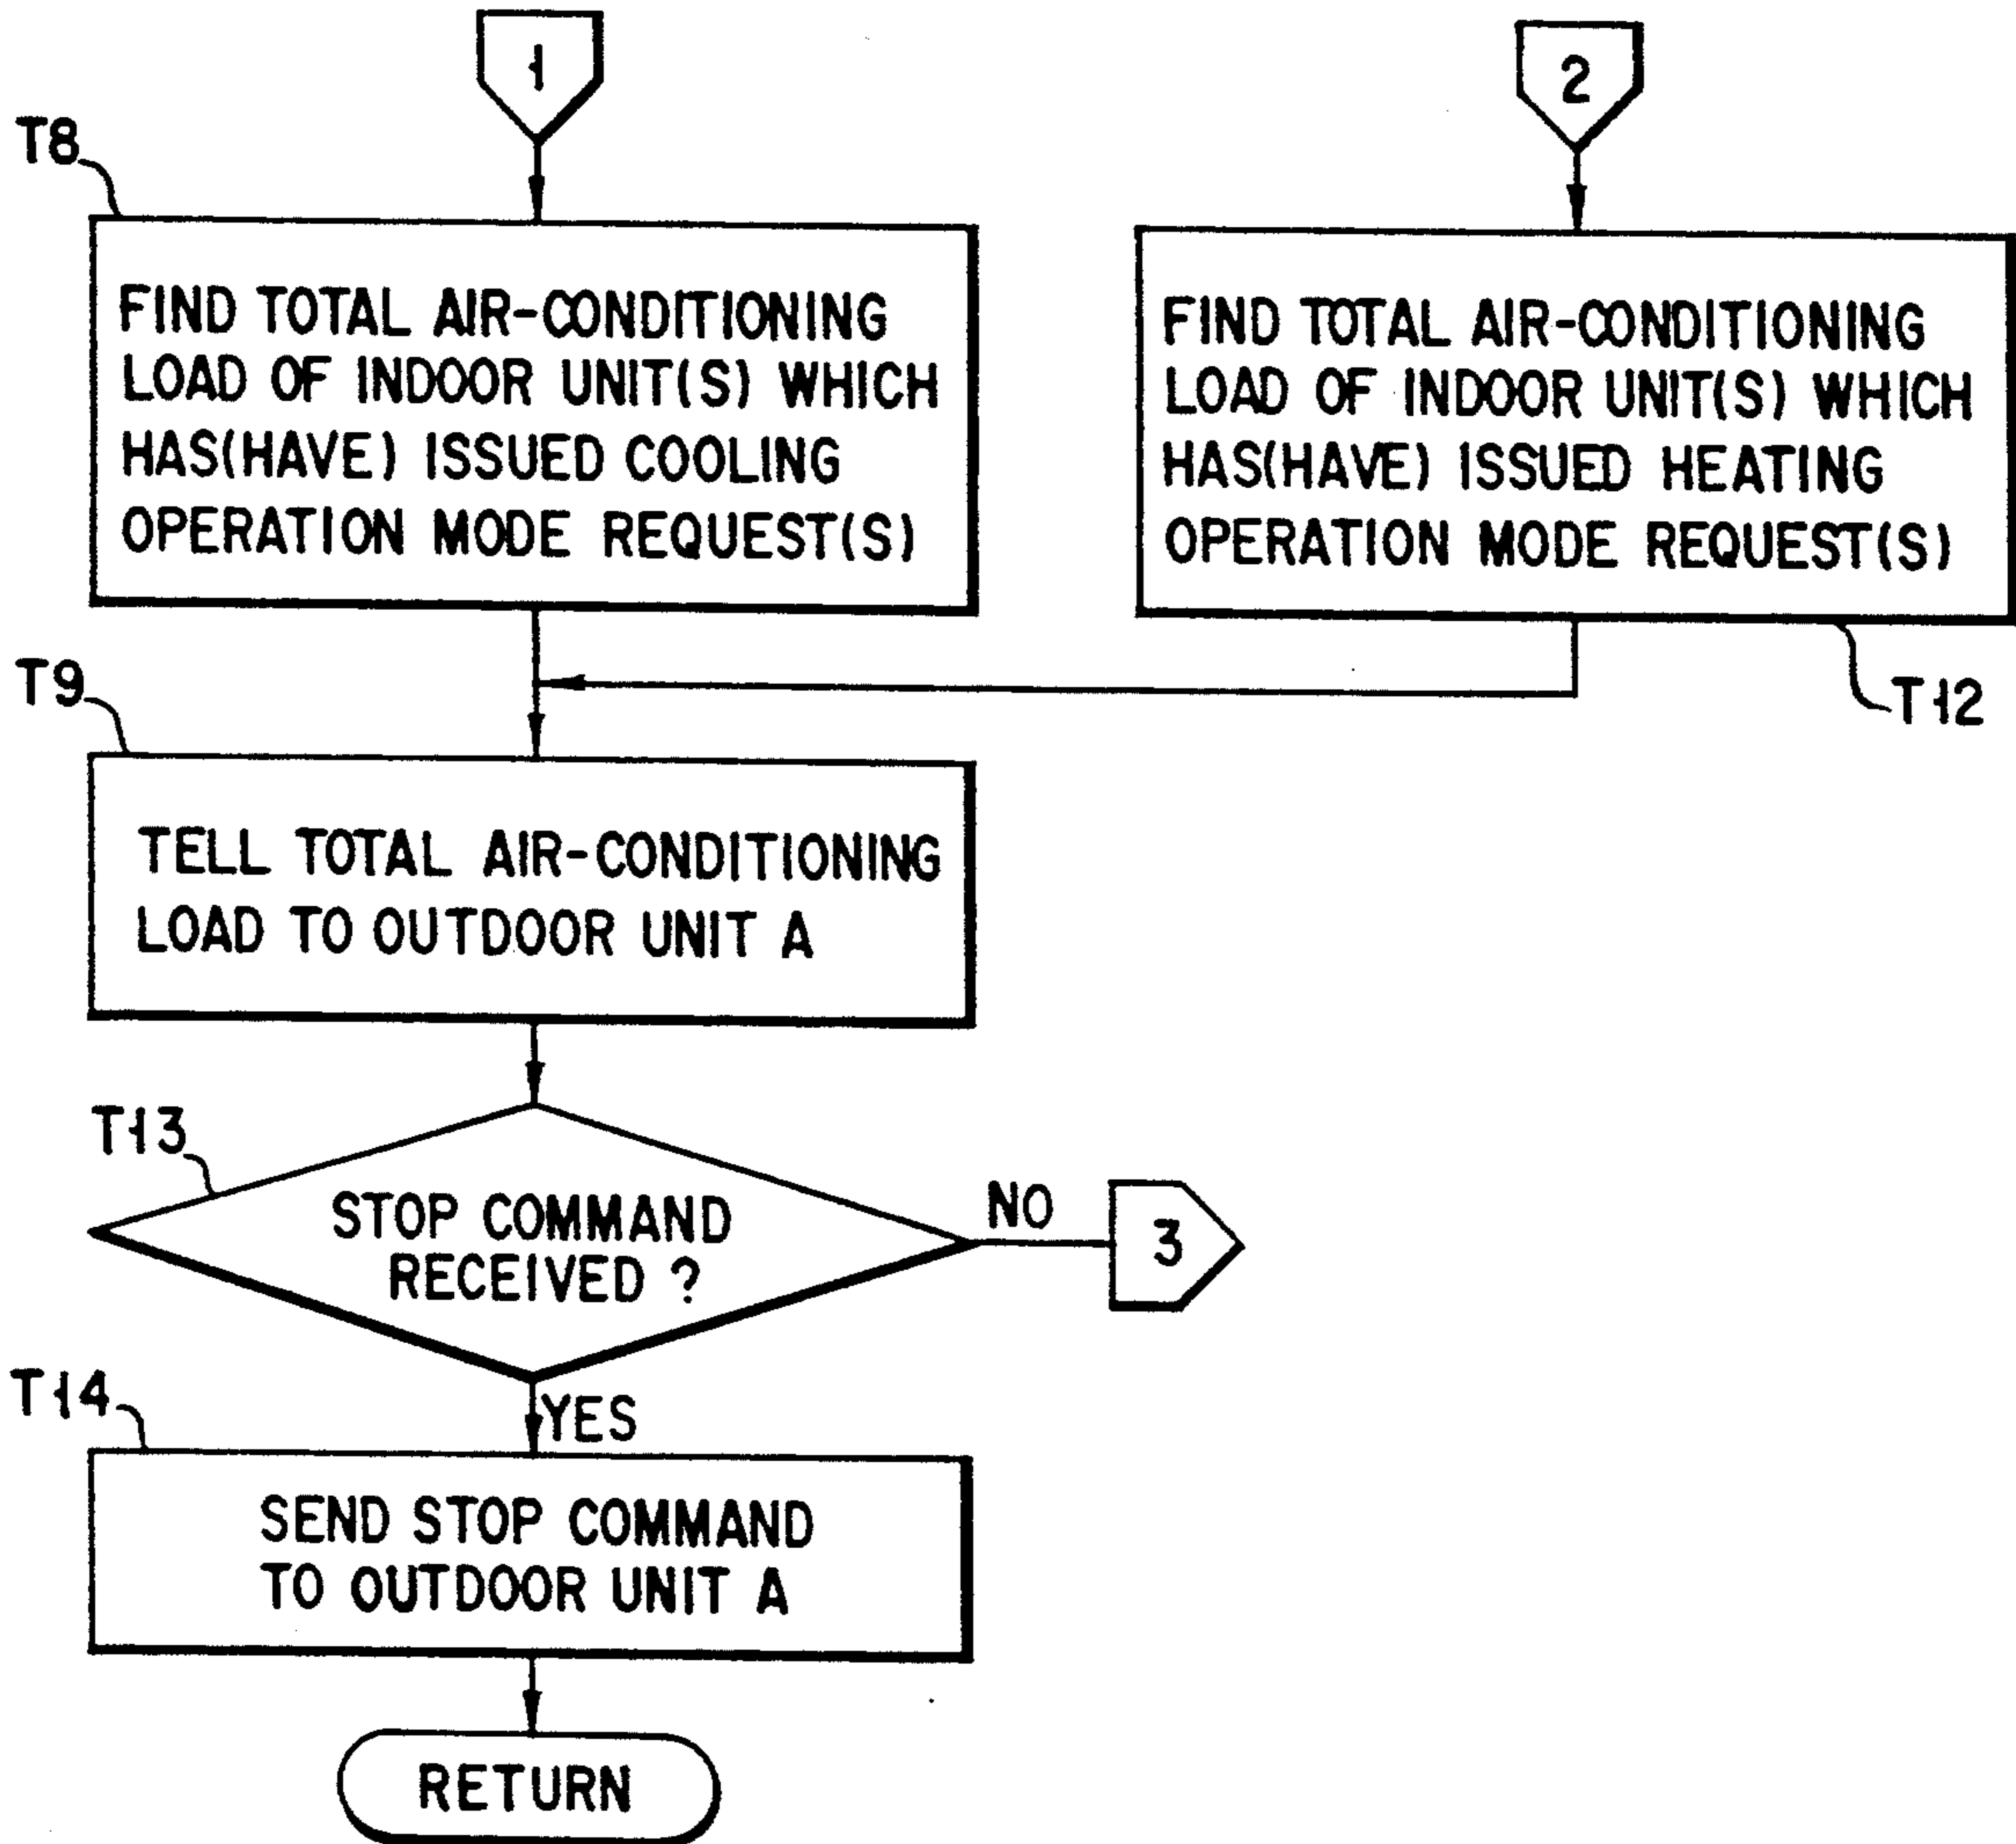 1
2
T8
FIND TOTAL AIR-CONDITIONING
LOAD OF INDOOR UNIT(S) WHICH
HAS(HAVE) ISSUED COOLING
OPERATION MODE REQUEST(S)
FIND TOTAL AIR-CONDITIONING
LOAD OF INDOOR UNIT(S) WHICH
HAS(HAVE) ISSUED HEATING
OPERATION MODE REQUEST(S)
T12
T9
TELL TOTAL AIR-CONDITIONING
LOAD TO OUTDOOR UNIT A
T13
STOP COMMAND
RECEIVED ?
NO
3
YES
T14
SEND STOP COMMAND
TO OUTDOOR UNIT A
RETURN